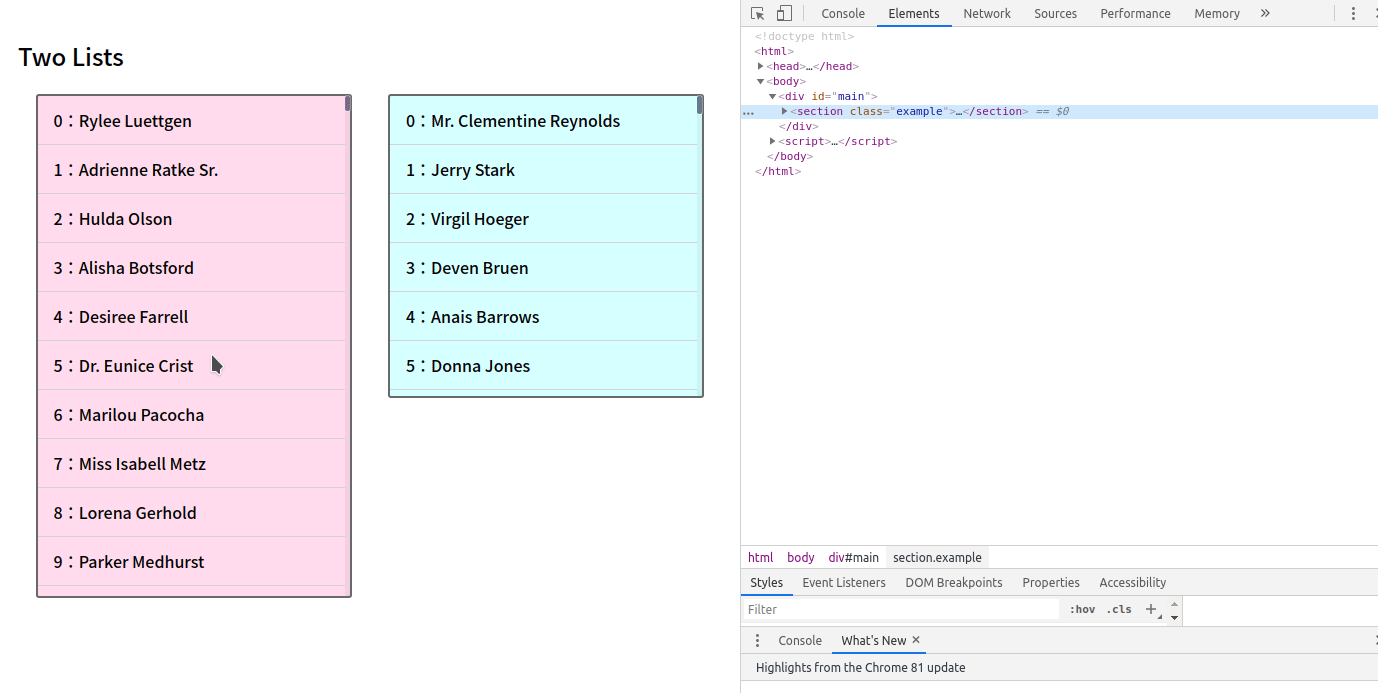 Two Lists
0：Rylee Luettgen
1：Adrienne Ratke Sr.
2：Hulda Olson
3：Alisha Botsford
4：Desiree Farrell
5：Dr. Eunice Crist
6：Marilou Pacocha
7：Miss Isabell Metz
8：Lorena Gerhold
9：Parker Medhurst
0：Mr. Clementine Reynolds
1：Jerry Stark
2：Virgil Hoeger
3：Deven Bruen
4：Anais Barrows
5：Donna Jones
Console Elements Network Sources Performance Memory »
<!doctype html>
<html>
<head>…</head>
<body>
<div id="main">
<section class="example">…</section> == $0
</div>
<script>…</script>
</body>
</html>
html body div#main section.example
Styles Event Listeners DOM Breakpoints Properties Accessibility
Filter :hov .cls +
Console What's New ×
Highlights from the Chrome 81 update